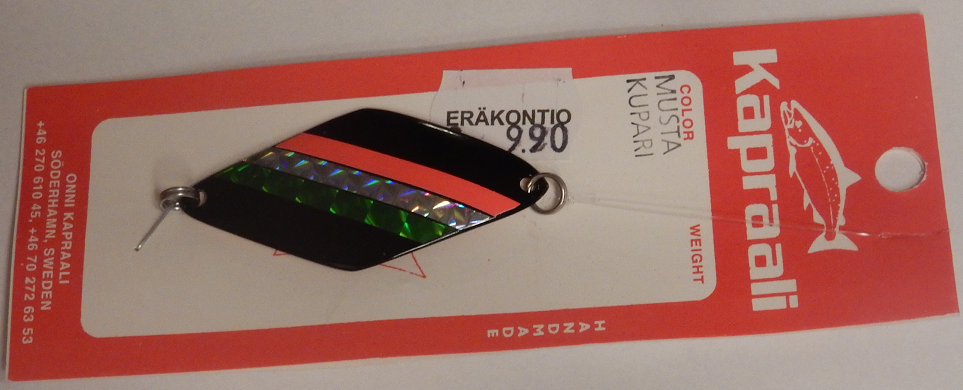 Kapraali
COLOR
MUSTA
KUPARI
WEIGHT
ERÄKONTIO
9.90
HANDMADE
ONNI KAPRAALI
SÖDERHAMN, SWEDEN
+46 270 610 45, +46 70 272 63 53